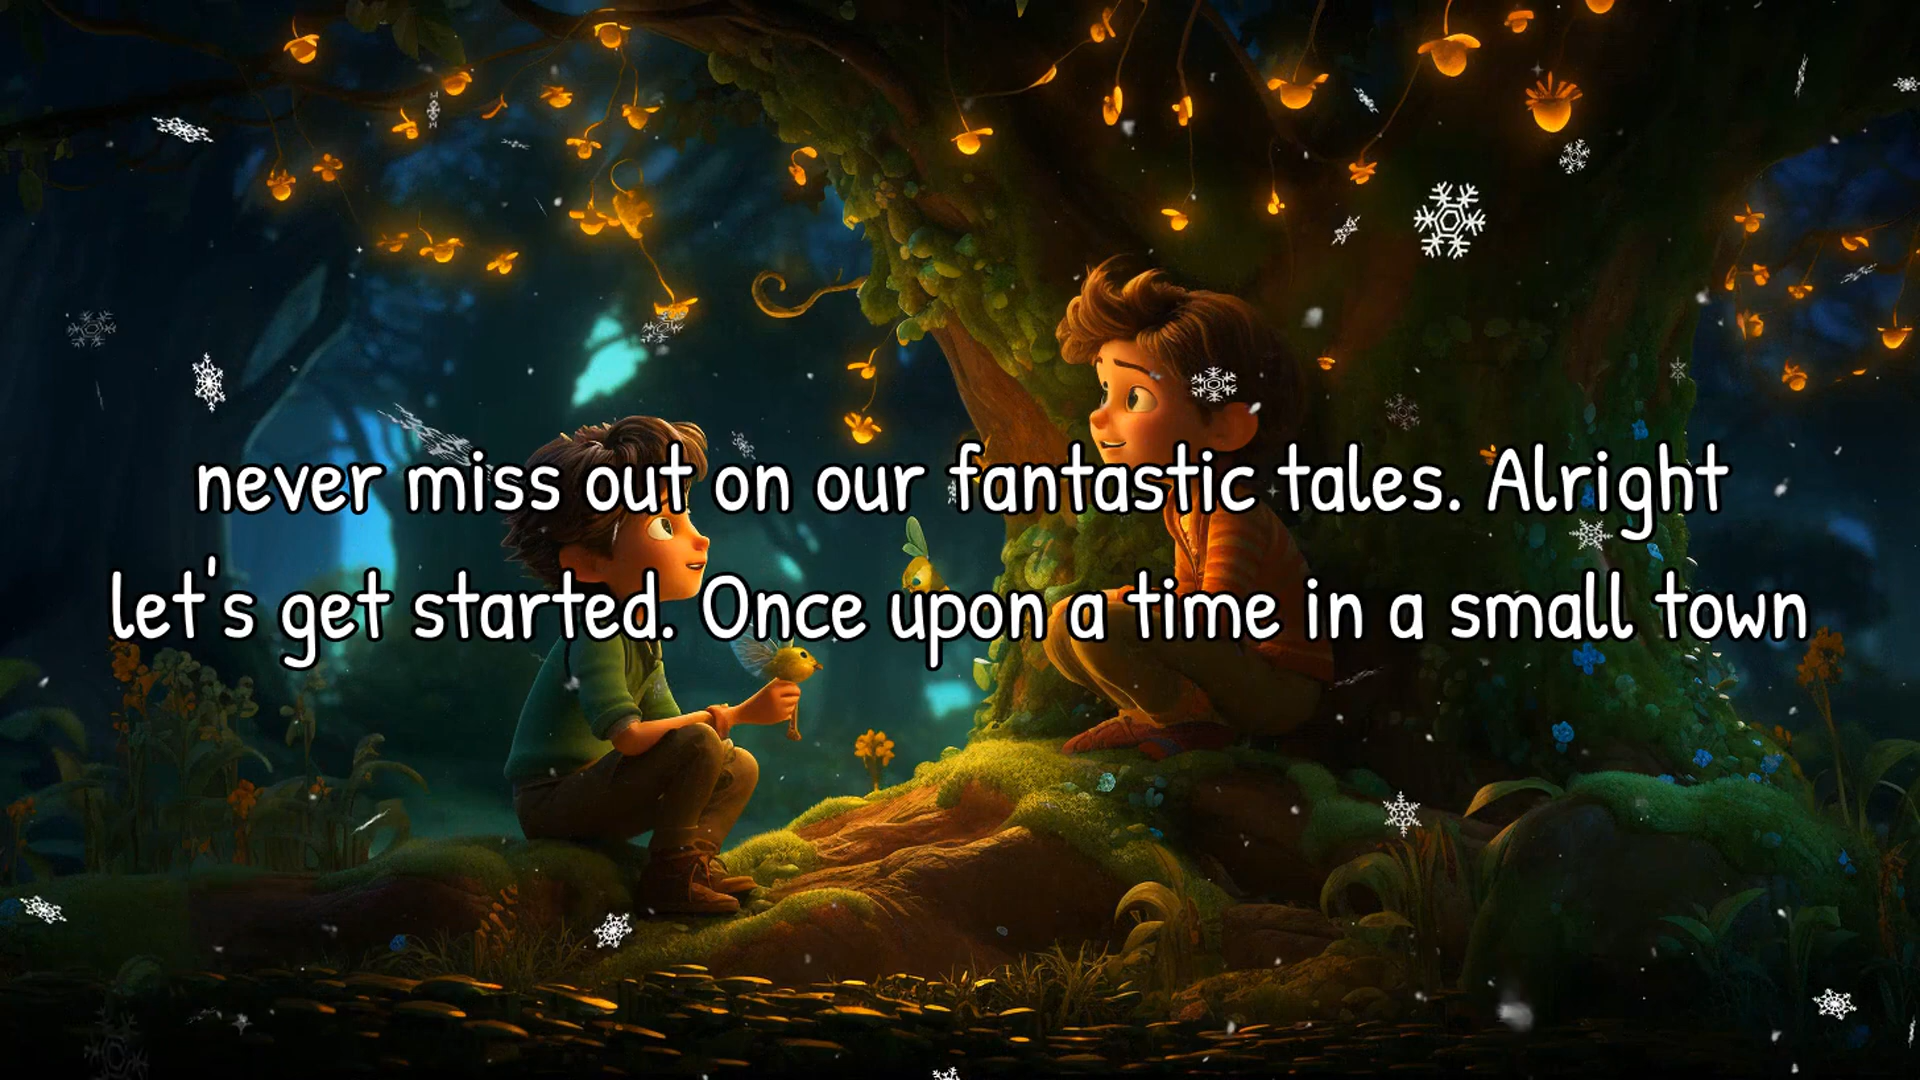 never miss out on our fantastic tales. Alright
let's get started. Once upon a time in a small town